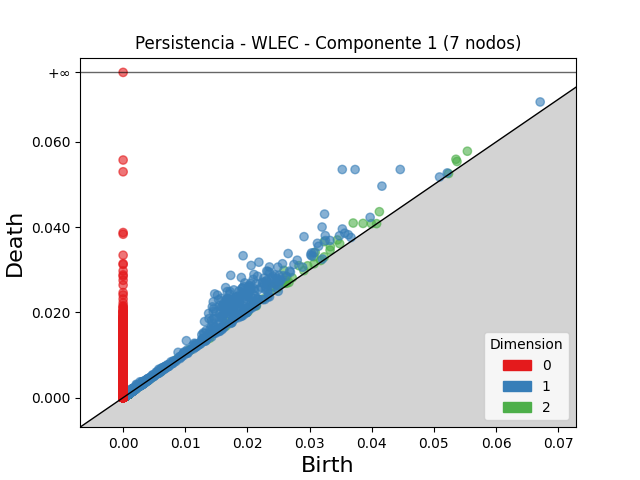 Persistencia - WLEC - Componente 1 (7 nodos)
+∞
0.060
0.040
0.020
0.000
Death
Dimension
0
1
2
0.00 0.01 0.02 0.03 0.04 0.05 0.06 0.07
Birth